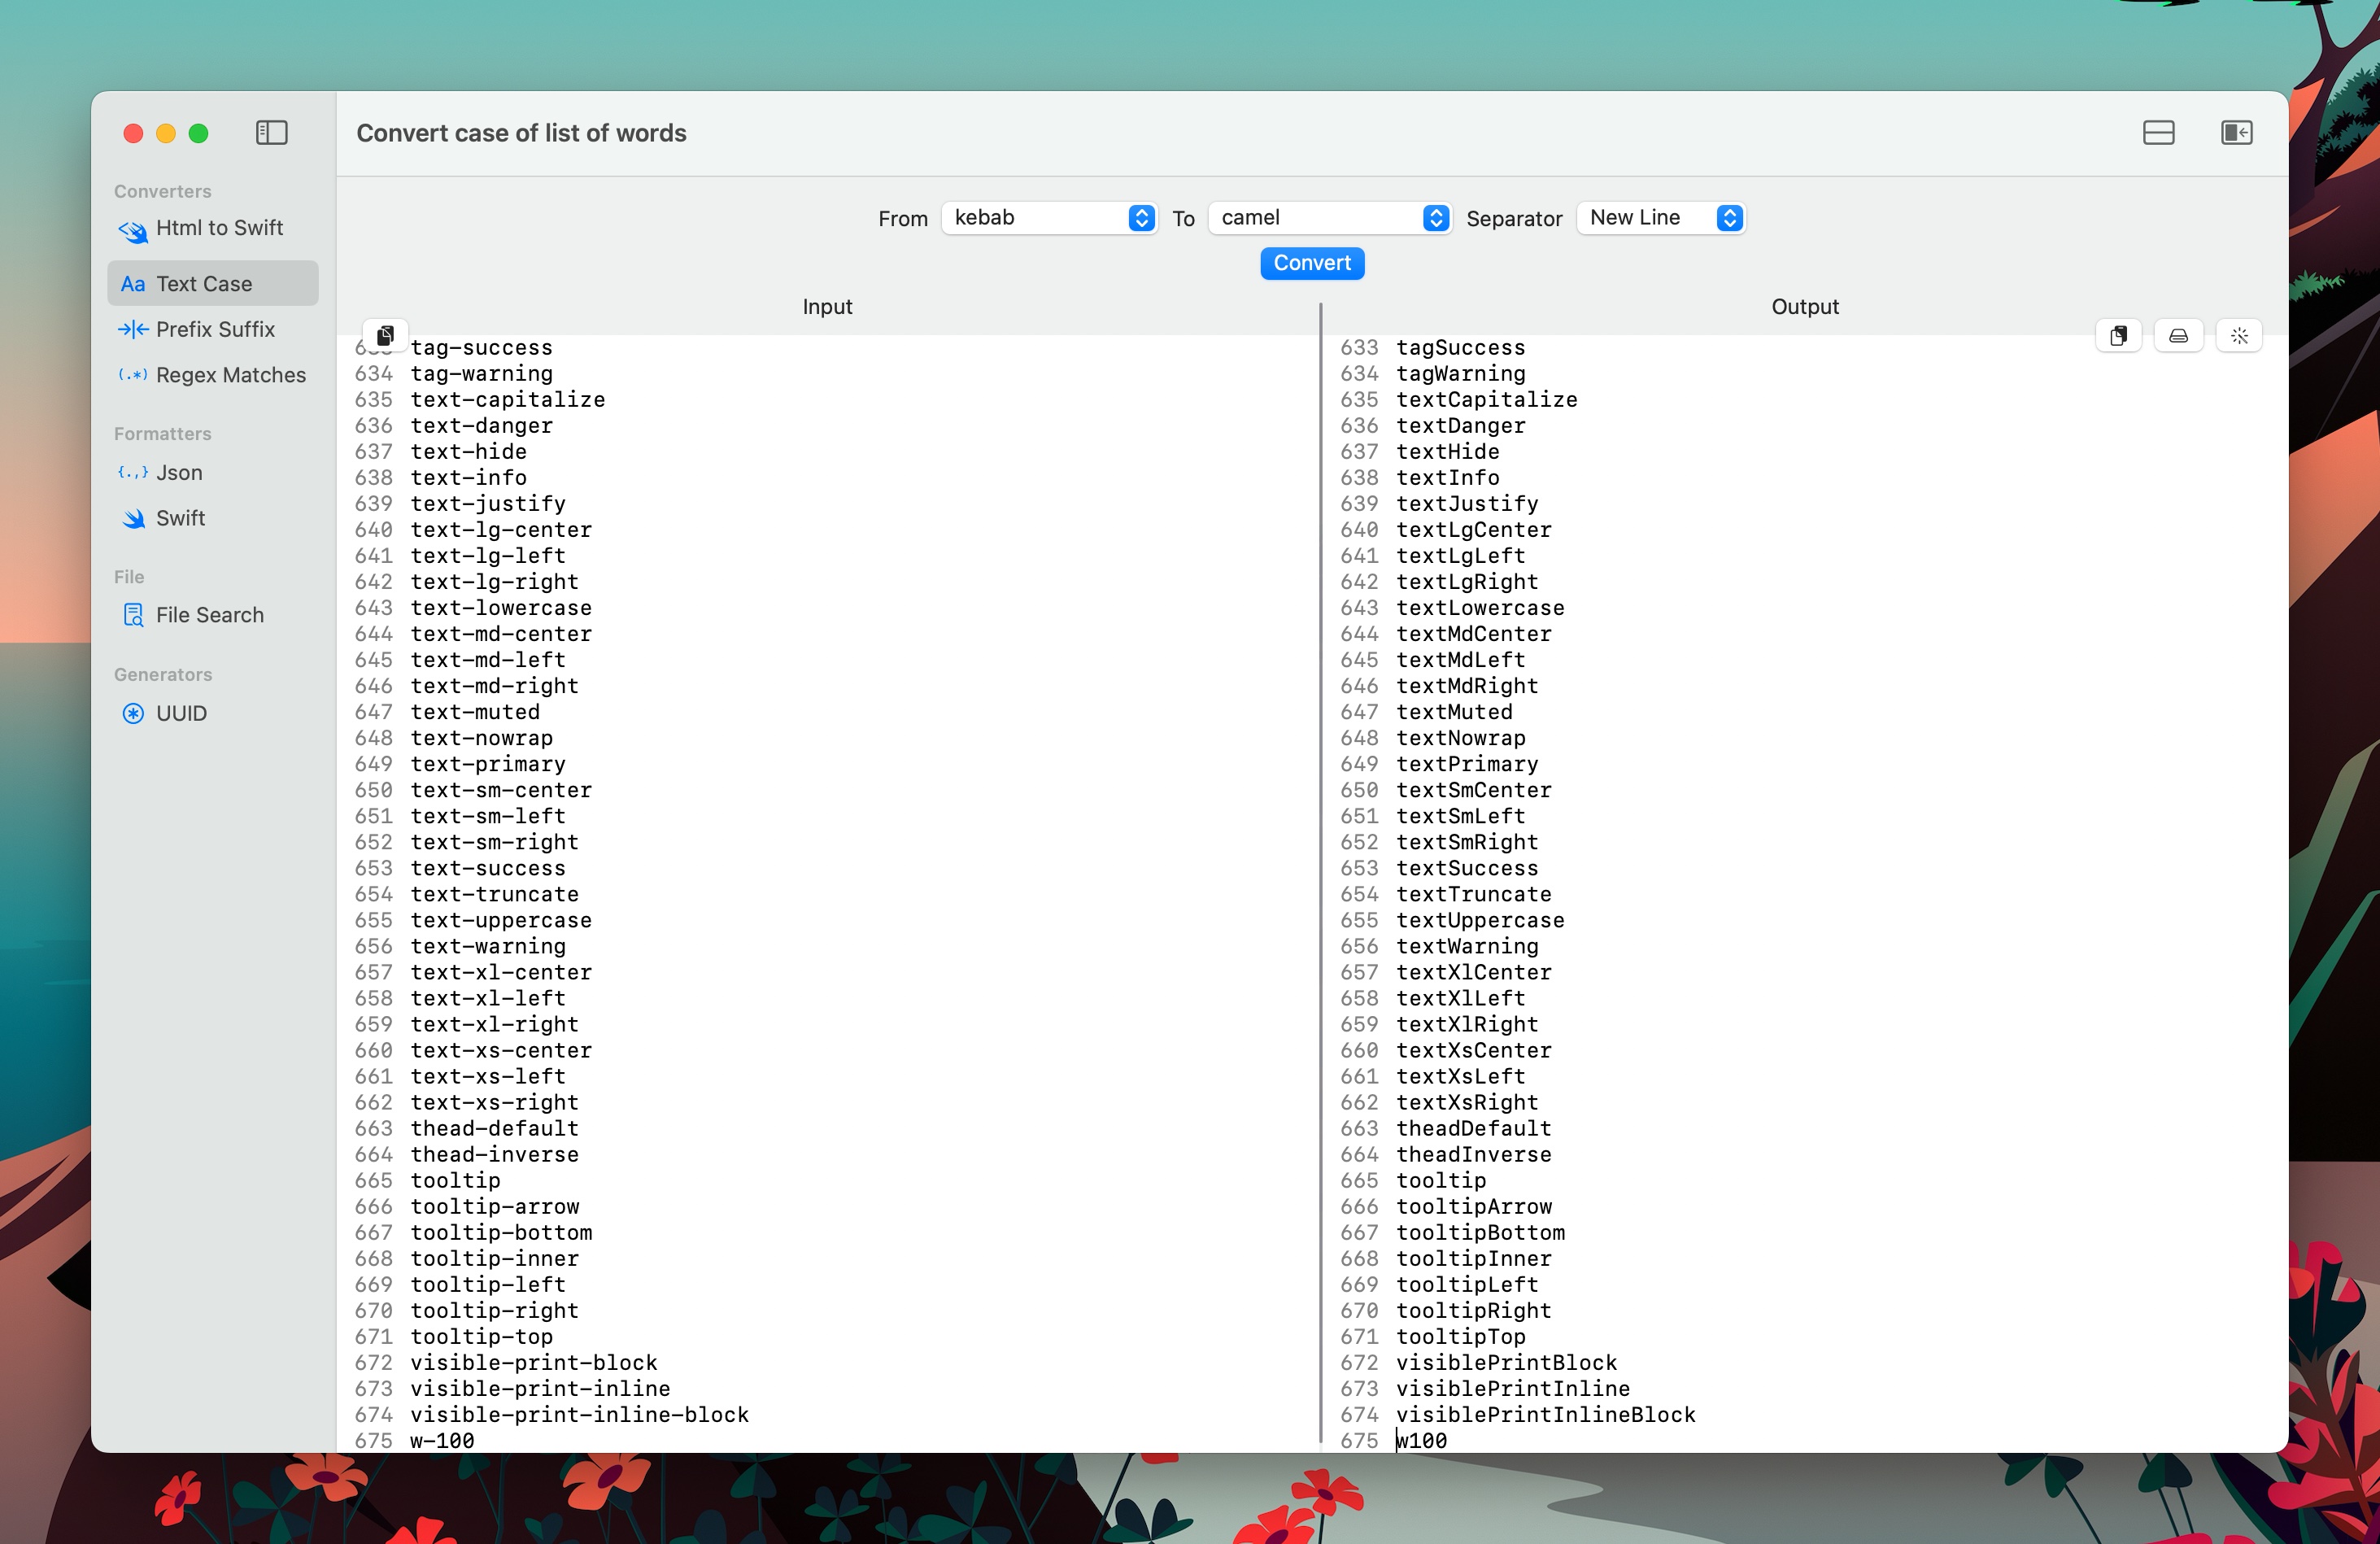 Convert case of list of words
Converters
Html to Swift
Aa Text Case
Prefix Suffix
(.*) Regex Matches
Formatters
{.,} Json
Swift
File
File Search
Generators
UUID
From kebab To camel Separator New Line
Convert
Input
tag-success
634 tag-warning
635 text-capitalize
636 text-danger
637 text-hide
638 text-info
639 text-justify
640 text-lg-center
641 text-lg-left
642 text-lg-right
643 text-lowercase
644 text-md-center
645 text-md-left
646 text-md-right
647 text-muted
648 text-nowrap
649 text-primary
650 text-sm-center
651 text-sm-left
652 text-sm-right
653 text-success
654 text-truncate
655 text-uppercase
656 text-warning
657 text-xl-center
658 text-xl-left
659 text-xl-right
660 text-xs-center
661 text-xs-left
662 text-xs-right
663 thead-default
664 thead-inverse
665 tooltip
666 tooltip-arrow
667 tooltip-bottom
668 tooltip-inner
669 tooltip-left
670 tooltip-right
671 tooltip-top
672 visible-print-block
673 visible-print-inline
674 visible-print-inline-block
675 w-100
Output
633 tagSuccess
634 tagWarning
635 textCapitalize
636 textDanger
637 textHide
638 textInfo
639 textJustify
640 textLgCenter
641 textLgLeft
642 textLgRight
643 textLowercase
644 textMdCenter
645 textMdLeft
646 textMdRight
647 textMuted
648 textNowrap
649 textPrimary
650 textSmCenter
651 textSmLeft
652 textSmRight
653 textSuccess
654 textTruncate
655 textUppercase
656 textWarning
657 textXlCenter
658 textXlLeft
659 textXlRight
660 textXsCenter
661 textXsLeft
662 textXsRight
663 theadDefault
664 theadInverse
665 tooltip
666 tooltipArrow
667 tooltipBottom
668 tooltipInner
669 tooltipLeft
670 tooltipRight
671 tooltipTop
672 visiblePrintBlock
673 visiblePrintInline
674 visiblePrintInlineBlock
675 w100